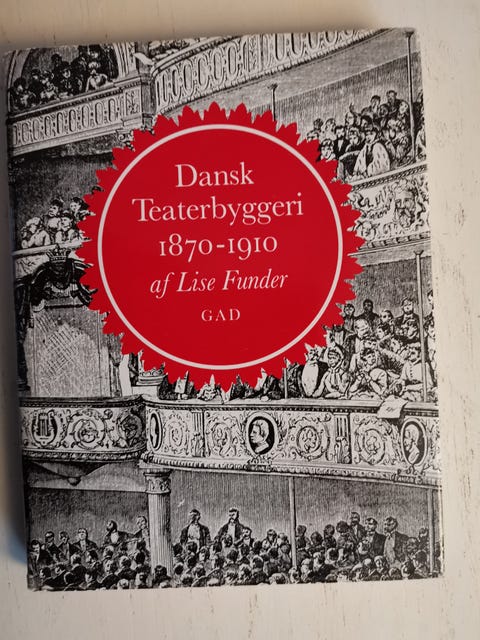 Dansk
Teaterbyggeri
1870-1910
af Lise Funder
GAD